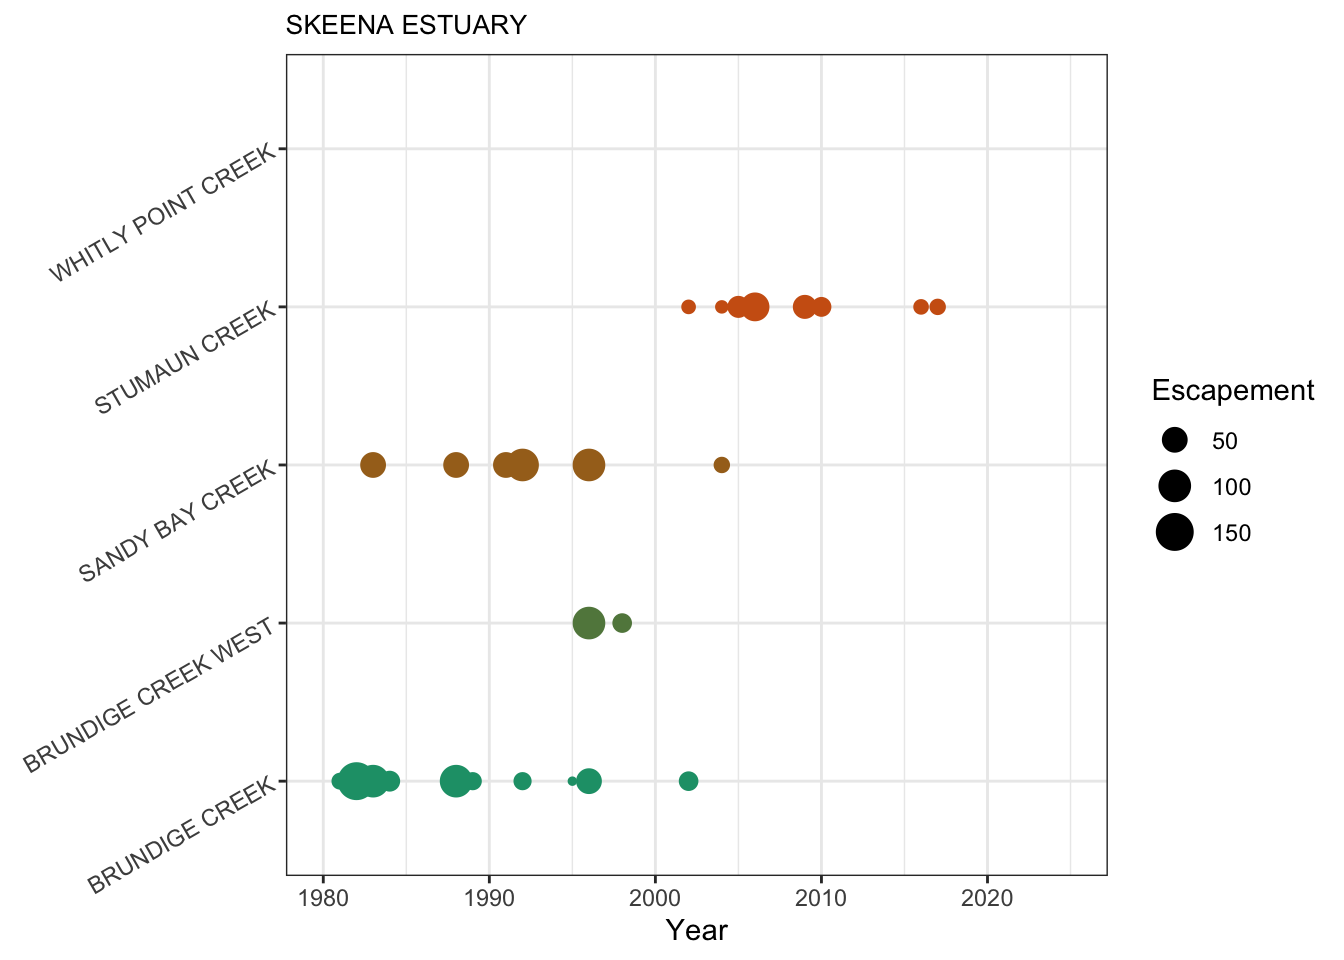 SKEENA ESTUARY
WHITLY POINT CREEK
STUMAUN CREEK
SANDY BAY CREEK
BRUNDIGE CREEK WEST
BRUNDIGE CREEK
1980 1990 2000 2010 2020
Year
Escapement
50
100
150